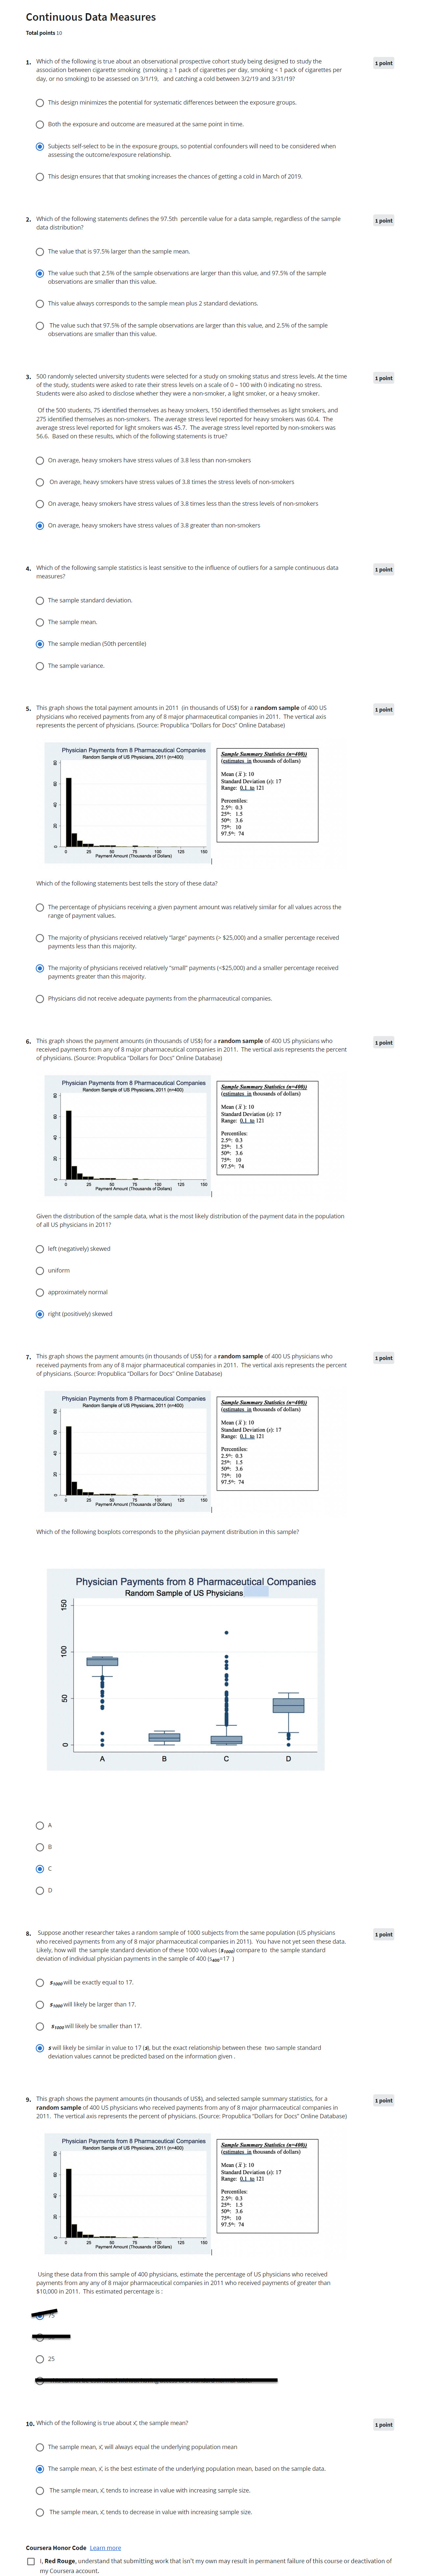 Continuous Data Measures
Total points 10
1. Which of the following is true about an observational prospective cohort study being designed to study the
1 point
association between cigarette smoking (smoking ≥ 1 pack of cigarettes per day, smoking < 1 pack of cigarettes per
day, or no smoking) to be assessed on 3/1/19, and catching a cold between 3/2/19 and 3/31/19?
This design minimizes the potential for systematic differences between the exposure groups.
Both the exposure and outcome are measured at the same point in time.
Subjects self-select to be in the exposure groups, so potential confounders will need to be considered when
assessing the outcome/exposure relationship.
This design ensures that that smoking increases the chances of getting a cold in March of 2019.
2. Which of the following statements defines the 97.5th percentile value for a data sample, regardless of the sample
1 point
data distribution?
The value that is 97.5% larger than the sample mean.
The value such that 2.5% of the sample observations are larger than this value, and 97.5% of the sample
observations are smaller than this value.
This value always corresponds to the sample mean plus 2 standard deviations.
The value such that 97.5% of the sample observations are larger than this value, and 2.5% of the sample
observations are smaller than this value.
3. 500 randomly selected university students were selected for a study on smoking status and stress levels. At the time
1 point
of the study, students were asked to rate their stress levels on a scale of 0 – 100 with 0 indicating no stress.
Students were also asked to disclose whether they were a non-smoker, a light smoker, or a heavy smoker.
Of the 500 students, 75 identified themselves as heavy smokers, 150 identified themselves as light smokers, and
275 identified themselves as non-smokers. The average stress level reported for heavy smokers was 60.4. The
average stress level reported for light smokers was 45.7. The average stress level reported by non-smokers was
56.6. Based on these results, which of the following statements is true?
On average, heavy smokers have stress values of 3.8 less than non-smokers
On average, heavy smokers have stress values of 3.8 times the stress levels of non-smokers
On average, heavy smokers have stress values of 3.8 times less than the stress levels of non-smokers
On average, heavy smokers have stress values of 3.8 greater than non-smokers
4. Which of the following sample statistics is least sensitive to the influence of outliers for a sample continuous data
1 point
measures?
The sample standard deviation.
The sample mean.
The sample median (50th percentile)
The sample variance.
5. This graph shows the total payment amounts in 2011 (in thousands of US$) for a random sample of 400 US
1 point
physicians who received payments from any of 8 major pharmaceutical companies in 2011. The vertical axis
represents the percent of physicians. (Source: Propublica "Dollars for Docs" Online Database)
Physician Payments from 8 Pharmaceutical Companies
Random Sample of US Physicians, 2011 (n=400)
80
60
40
20
0
0 25 50 75 100 125 150
Payment Amount (Thousands of Dollars)
Sample Summary Statistics (n=400))
(estimates in thousands of dollars)
Mean (x̄ ): 10
Standard Deviation (s): 17
Range: 0.1 to 121
Percentiles:
2.5th: 0.3
25th: 1.5
50th: 3.6
75th: 10
97.5th: 74
Which of the following statements best tells the story of these data?
The percentage of physicians receiving a given payment amount was relatively similar for all values across the
range of payment values.
The majority of physicians received relatively "large" payments (> $25,000) and a smaller percentage received
payments less than this majority.
The majority of physicians received relatively "small" payments (<$25,000) and a smaller percentage received
payments greater than this majority.
Physicians did not receive adequate payments from the pharmaceutical companies.
6. This graph shows the payment amounts (in thousands of US$) for a random sample of 400 US physicians who
1 point
received payments from any of 8 major pharmaceutical companies in 2011. The vertical axis represents the percent
of physicians. (Source: Propublica "Dollars for Docs" Online Database)
Physician Payments from 8 Pharmaceutical Companies
Random Sample of US Physicians, 2011 (n=400)
80
60
40
20
0
0 25 50 75 100 125 150
Payment Amount (Thousands of Dollars)
Sample Summary Statistics (n=400))
(estimates in thousands of dollars)
Mean (x̄ ): 10
Standard Deviation (s): 17
Range: 0.1 to 121
Percentiles:
2.5th: 0.3
25th: 1.5
50th: 3.6
75th: 10
97.5th: 74
Given the distribution of the sample data, what is the most likely distribution of the payment data in the population
of all US physicians in 2011?
left (negatively) skewed
uniform
approximately normal
right (positively) skewed
7. This graph shows the payment amounts (in thousands of US$) for a random sample of 400 US physicians who
1 point
received payments from any of 8 major pharmaceutical companies in 2011. The vertical axis represents the percent
of physicians. (Source: Propublica "Dollars for Docs" Online Database)
Physician Payments from 8 Pharmaceutical Companies
Random Sample of US Physicians, 2011 (n=400)
80
60
40
20
0
0 25 50 75 100 125 150
Payment Amount (Thousands of Dollars)
Sample Summary Statistics (n=400))
(estimates in thousands of dollars)
Mean (x̄ ): 10
Standard Deviation (s): 17
Range: 0.1 to 121
Percentiles:
2.5th: 0.3
25th: 1.5
50th: 3.6
75th: 10
97.5th: 74
Which of the following boxplots corresponds to the physician payment distribution in this sample?
Physician Payments from 8 Pharmaceutical Companies
Random Sample of US Physicians
150
100
50
0
A B C D
A
B
C
D
8. Suppose another researcher takes a random sample of 1000 subjects from the same population (US physicians
1 point
who received payments from any of 8 major pharmaceutical companies in 2011). You have not yet seen these data.
Likely, how will the sample standard deviation of these 1000 values (s1000) compare to the sample standard
deviation of individual physician payments in the sample of 400 (s400=17 )
s1000 will be exactly equal to 17.
s1000 will likely be larger than 17.
s1000 will likely be smaller than 17.
s will likely be similar in value to 17 (s), but the exact relationship between these two sample standard
deviation values cannot be predicted based on the information given .
9. This graph shows the payment amounts (in thousands of US$), and selected sample summary statistics, for a
1 point
random sample of 400 US physicians who received payments from any of 8 major pharmaceutical companies in
2011. The vertical axis represents the percent of physicians. (Source: Propublica "Dollars for Docs" Online Database)
Physician Payments from 8 Pharmaceutical Companies
Random Sample of US Physicians, 2011 (n=400)
80
60
40
20
0
0 25 50 75 100 125 150
Payment Amount (Thousands of Dollars)
Sample Summary Statistics (n=400))
(estimates in thousands of dollars)
Mean (x̄ ): 10
Standard Deviation (s): 17
Range: 0.1 to 121
Percentiles:
2.5th: 0.3
25th: 1.5
50th: 3.6
75th: 10
97.5th: 74
Using these data from this sample of 400 physicians, estimate the percentage of US physicians who received
payments from any any of 8 major pharmaceutical companies in 2011 who received payments of greater than
$10,000 in 2011. This estimated percentage is :
25
10. Which of the following is true about x̄, the sample mean?
1 point
The sample mean, x̄, will always equal the underlying population mean
The sample mean, x̄, is the best estimate of the underlying population mean, based on the sample data.
The sample mean, x̄, tends to increase in value with increasing sample size.
The sample mean, x̄, tends to decrease in value with increasing sample size.
Coursera Honor Code Learn more
I, Red Rouge, understand that submitting work that isn't my own may result in permanent failure of this course or deactivation of
my Coursera account.